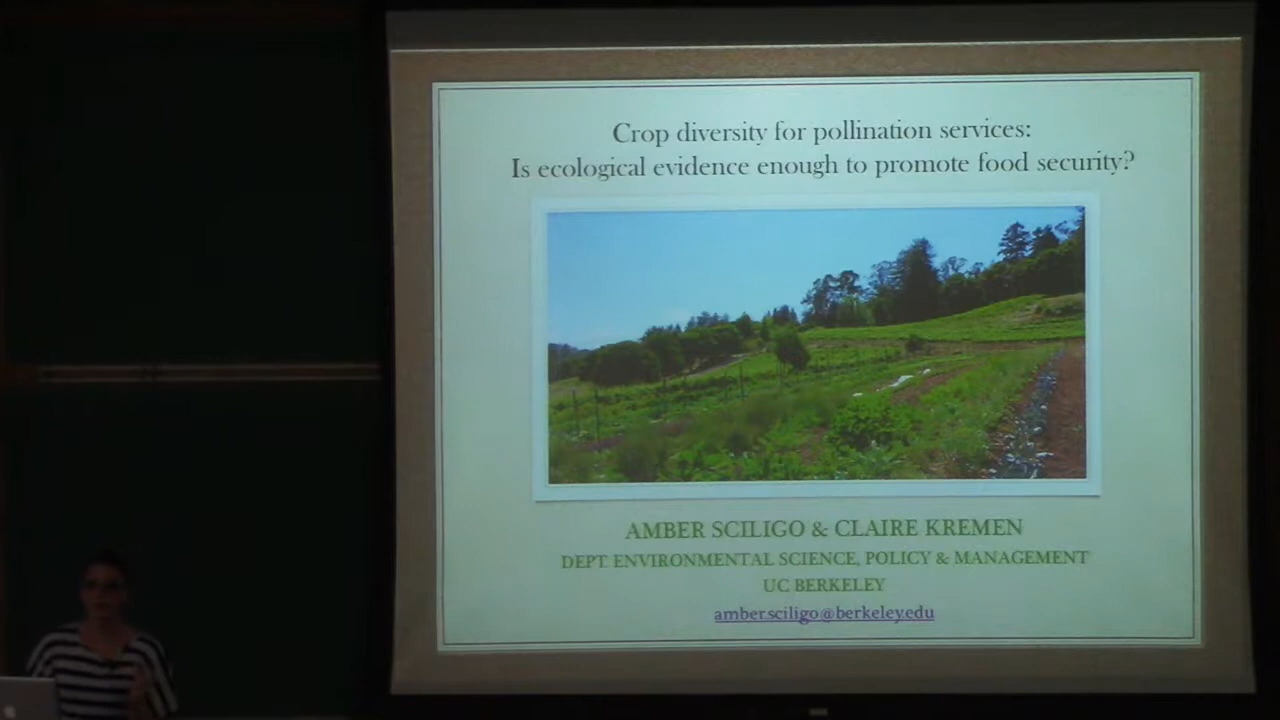 Crop diversity for pollination services:
Is ecological evidence enough to promote food security?
AMBER SCILIGO & CLAIRE KREMEN
DEPT. ENVIRONMENTAL SCIENCE, POLICY & MANAGEMENT
UC BERKELEY
amber.sciligo@berkeley.edu